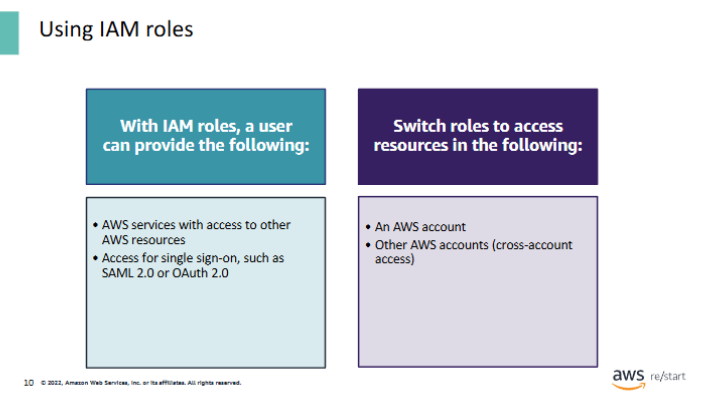 Using IAM roles
With IAM roles, a user
can provide the following:
• AWS services with access to other
AWS resources
• Access for single sign-on, such as
SAML 2.0 or OAuth 2.0
Switch roles to access
resources in the following:
• An AWS account
• Other AWS accounts (cross-account
access)
10 © 2022, Amazon Web Services, Inc. or its affiliates. All rights reserved.
aws re/start